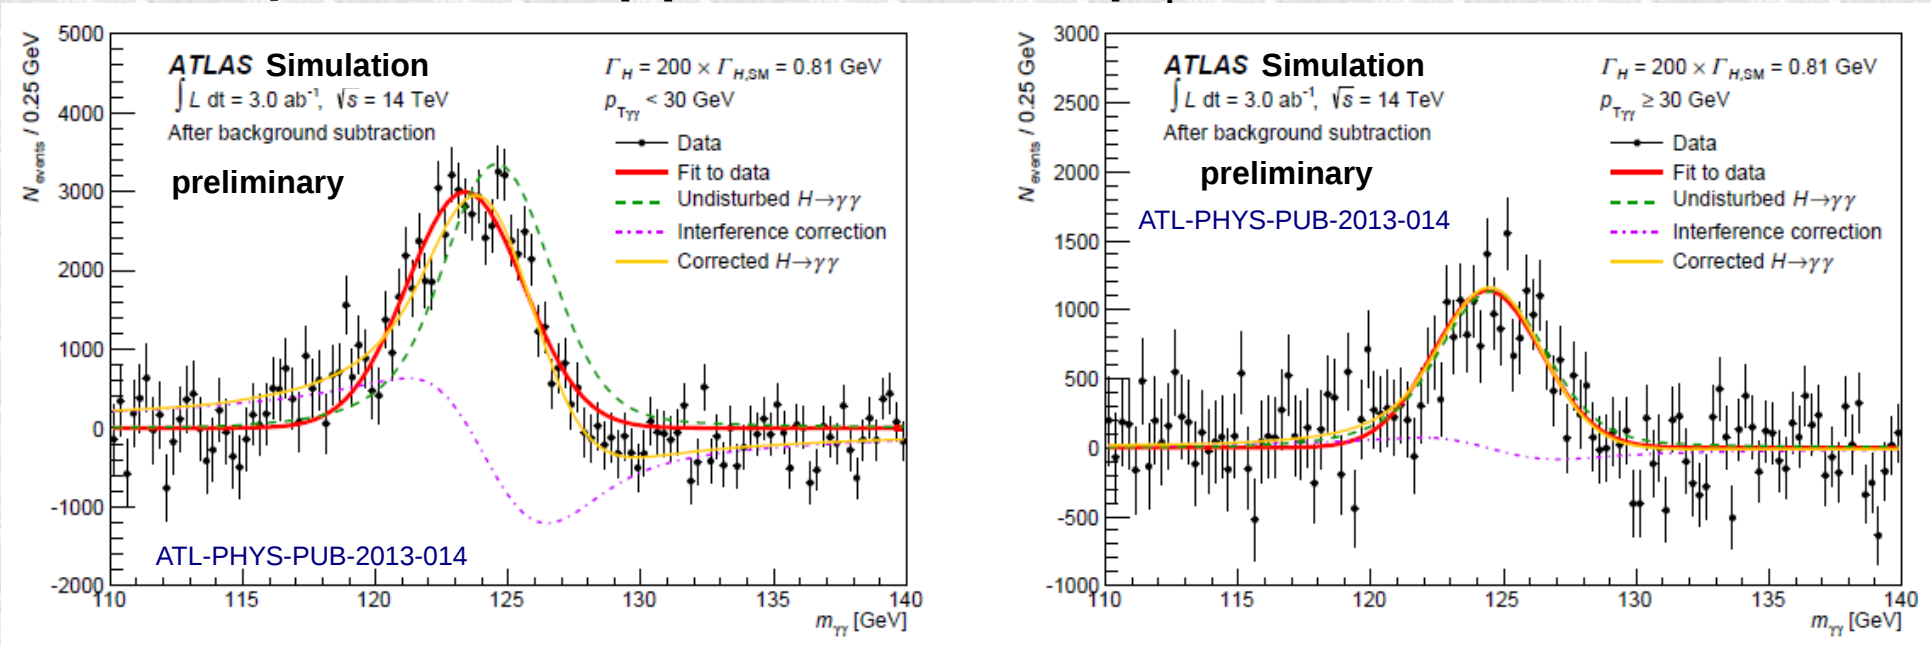 5000
4000
3000
2000
1000
0
-1000
-2000
N events / 0.25 GeV
ATLAS Simulation
∫ L dt = 3.0 ab⁻¹, √s = 14 TeV
After background subtraction
preliminary
Γ_H = 200 × Γ_H,SM = 0.81 GeV
p_Tγγ < 30 GeV
Data
Fit to data
Undisturbed H→γγ
Interference correction
Corrected H→γγ
ATL-PHYS-PUB-2013-014
110 115 120 125 130 135 140
m_γγ [GeV]
3000
2500
2000
1500
1000
500
0
-500
-1000
N events / 0.25 GeV
ATLAS Simulation
∫ L dt = 3.0 ab⁻¹, √s = 14 TeV
After background subtraction
preliminary
ATL-PHYS-PUB-2013-014
Γ_H = 200 × Γ_H,SM = 0.81 GeV
p_Tγγ ≥ 30 GeV
Data
Fit to data
Undisturbed H→γγ
Interference correction
Corrected H→γγ
110 115 120 125 130 135 140
m_γγ [GeV]